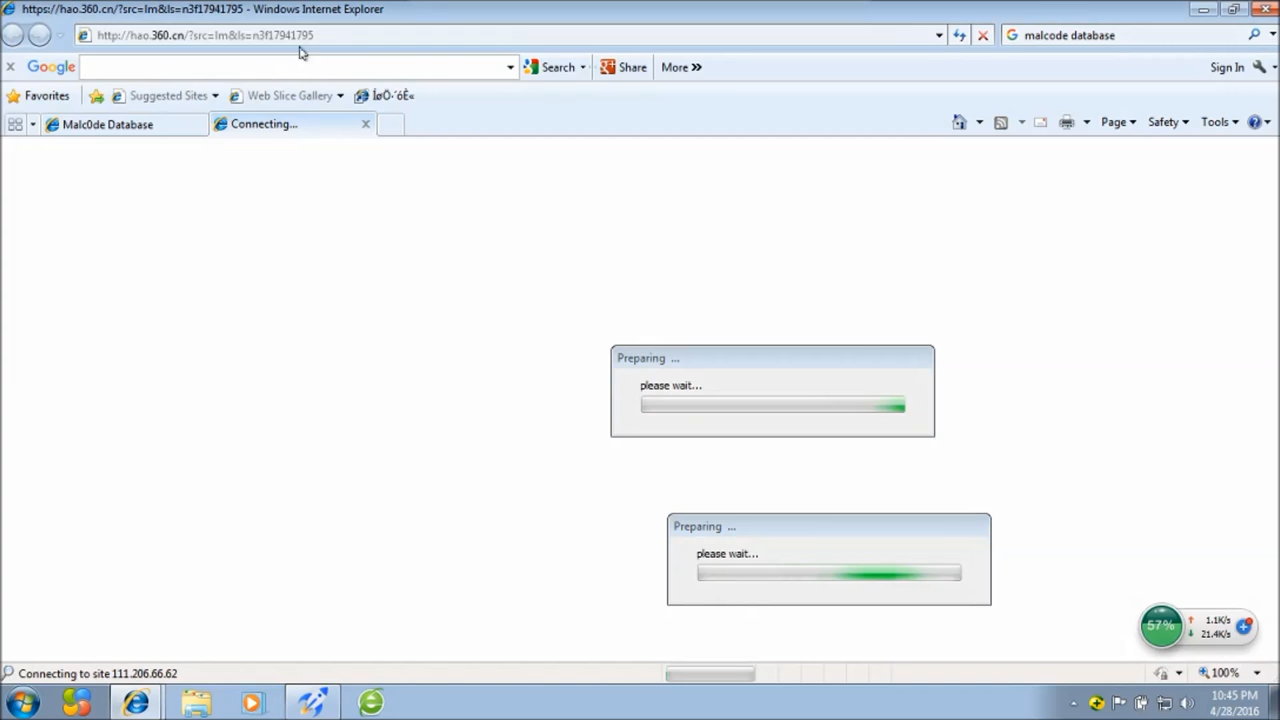 https://hao.360.cn/?src=lm&ls=n3f17941795 - Windows Internet Explorer
http://hao.360.cn/?src=lm&ls=n3f17941795
malcode database
Google
Search
Share
More »
Sign In
Favorites
Suggested Sites
Web Slice Gallery
ÍøÖ·´óÈ«
Malc0de Database
Connecting...
Page
Safety
Tools
Preparing ...
please wait...
Preparing ...
please wait...
57%
1.1K/s
21.4K/s
Connecting to site 111.206.66.62
100%
10:45 PM
4/28/2016